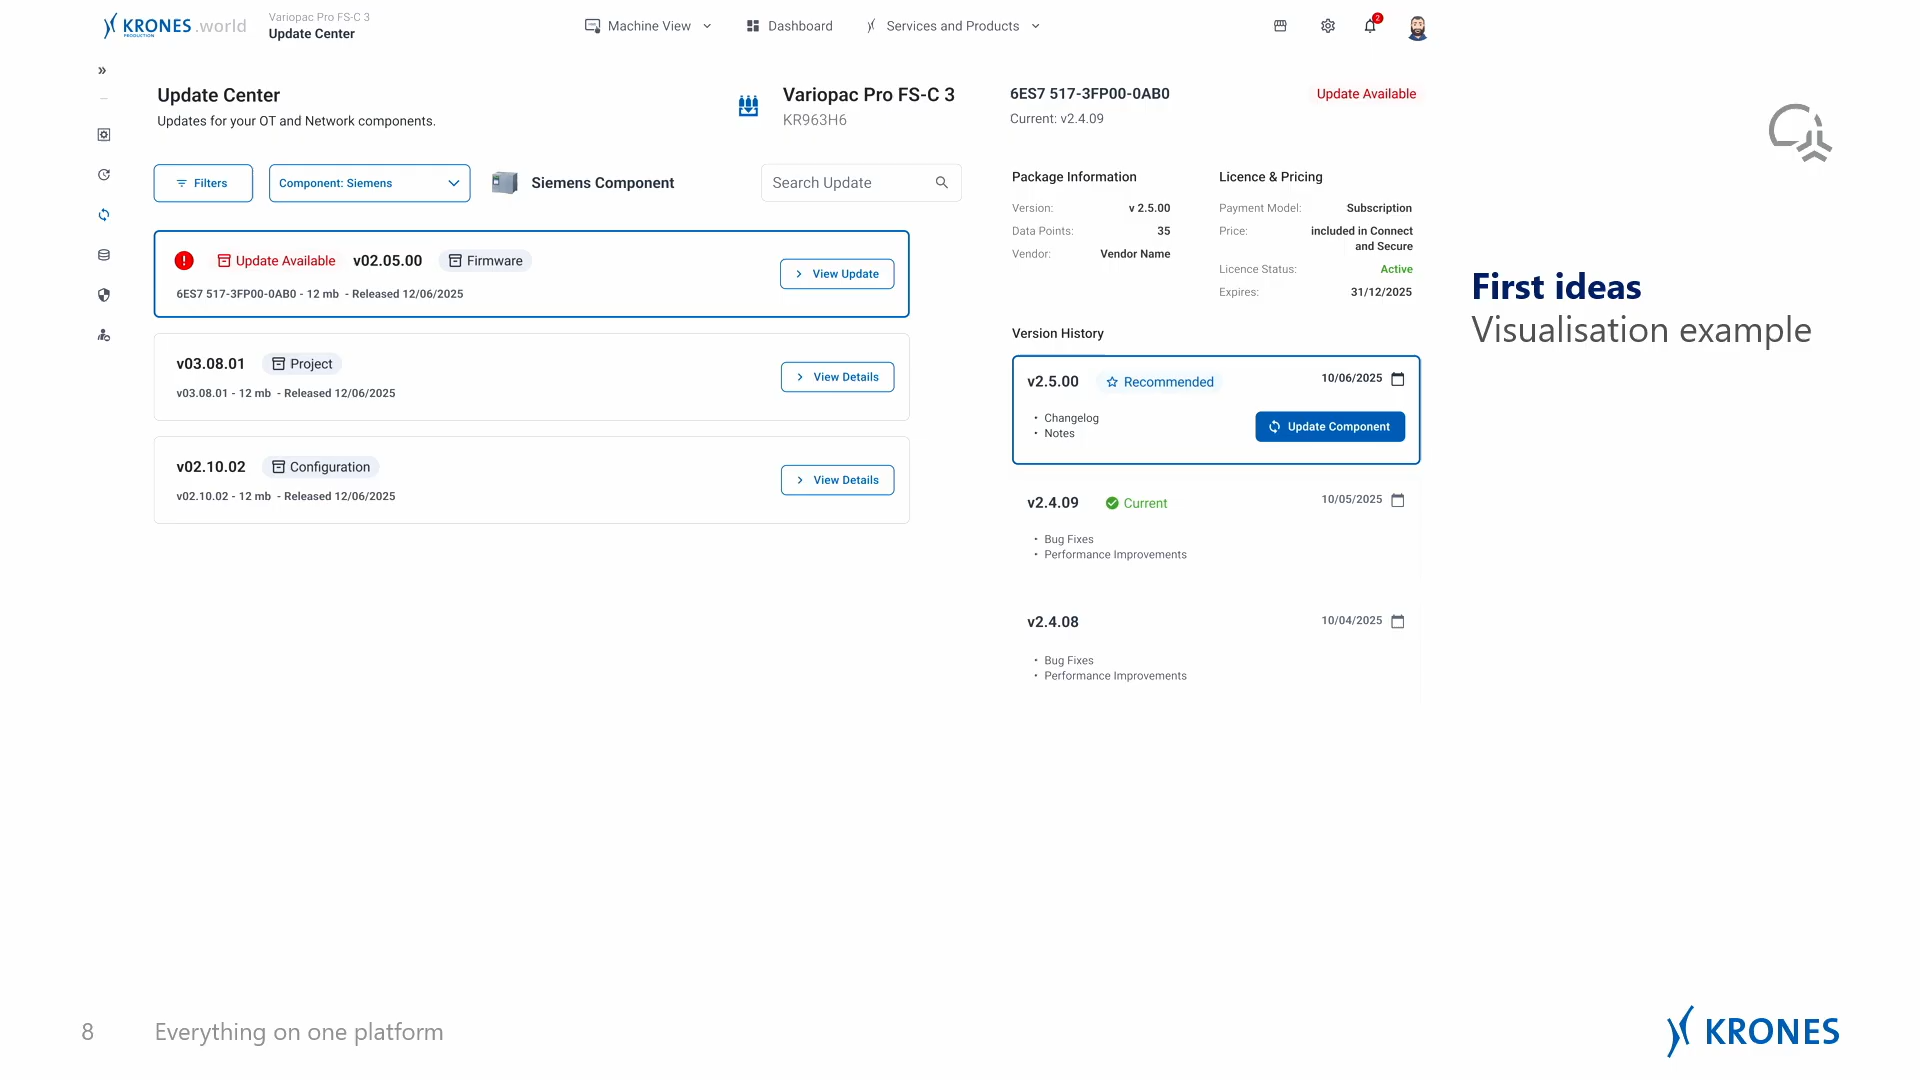 KRONES .world
PRODUCTION
Variopac Pro FS-C 3
Update Center
Machine View
Dashboard
Services and Products
2
Update Center
Updates for your OT and Network components.
Variopac Pro FS-C 3
KR963H6
Filters
Component: Siemens
Siemens Component
Search Update
Update Available
v02.05.00
Firmware
6ES7 517-3FP00-0AB0 - 12 mb - Released 12/06/2025
View Update
v03.08.01
Project
v03.08.01 - 12 mb - Released 12/06/2025
View Details
v02.10.02
Configuration
v02.10.02 - 12 mb - Released 12/06/2025
View Details
6ES7 517-3FP00-0AB0
Update Available
Current: v2.4.09
Package Information
Version: v 2.5.00
Data Points: 35
Vendor: Vendor Name
Licence & Pricing
Payment Model: Subscription
Price: included in Connect
and Secure
Licence Status: Active
Expires: 31/12/2025
Version History
v2.5.00
Recommended
10/06/2025
• Changelog
• Notes
Update Component
v2.4.09
Current
10/05/2025
• Bug Fixes
• Performance Improvements
v2.4.08
10/04/2025
• Bug Fixes
• Performance Improvements
First ideas
Visualisation example
8
Everything on one platform
KRONES